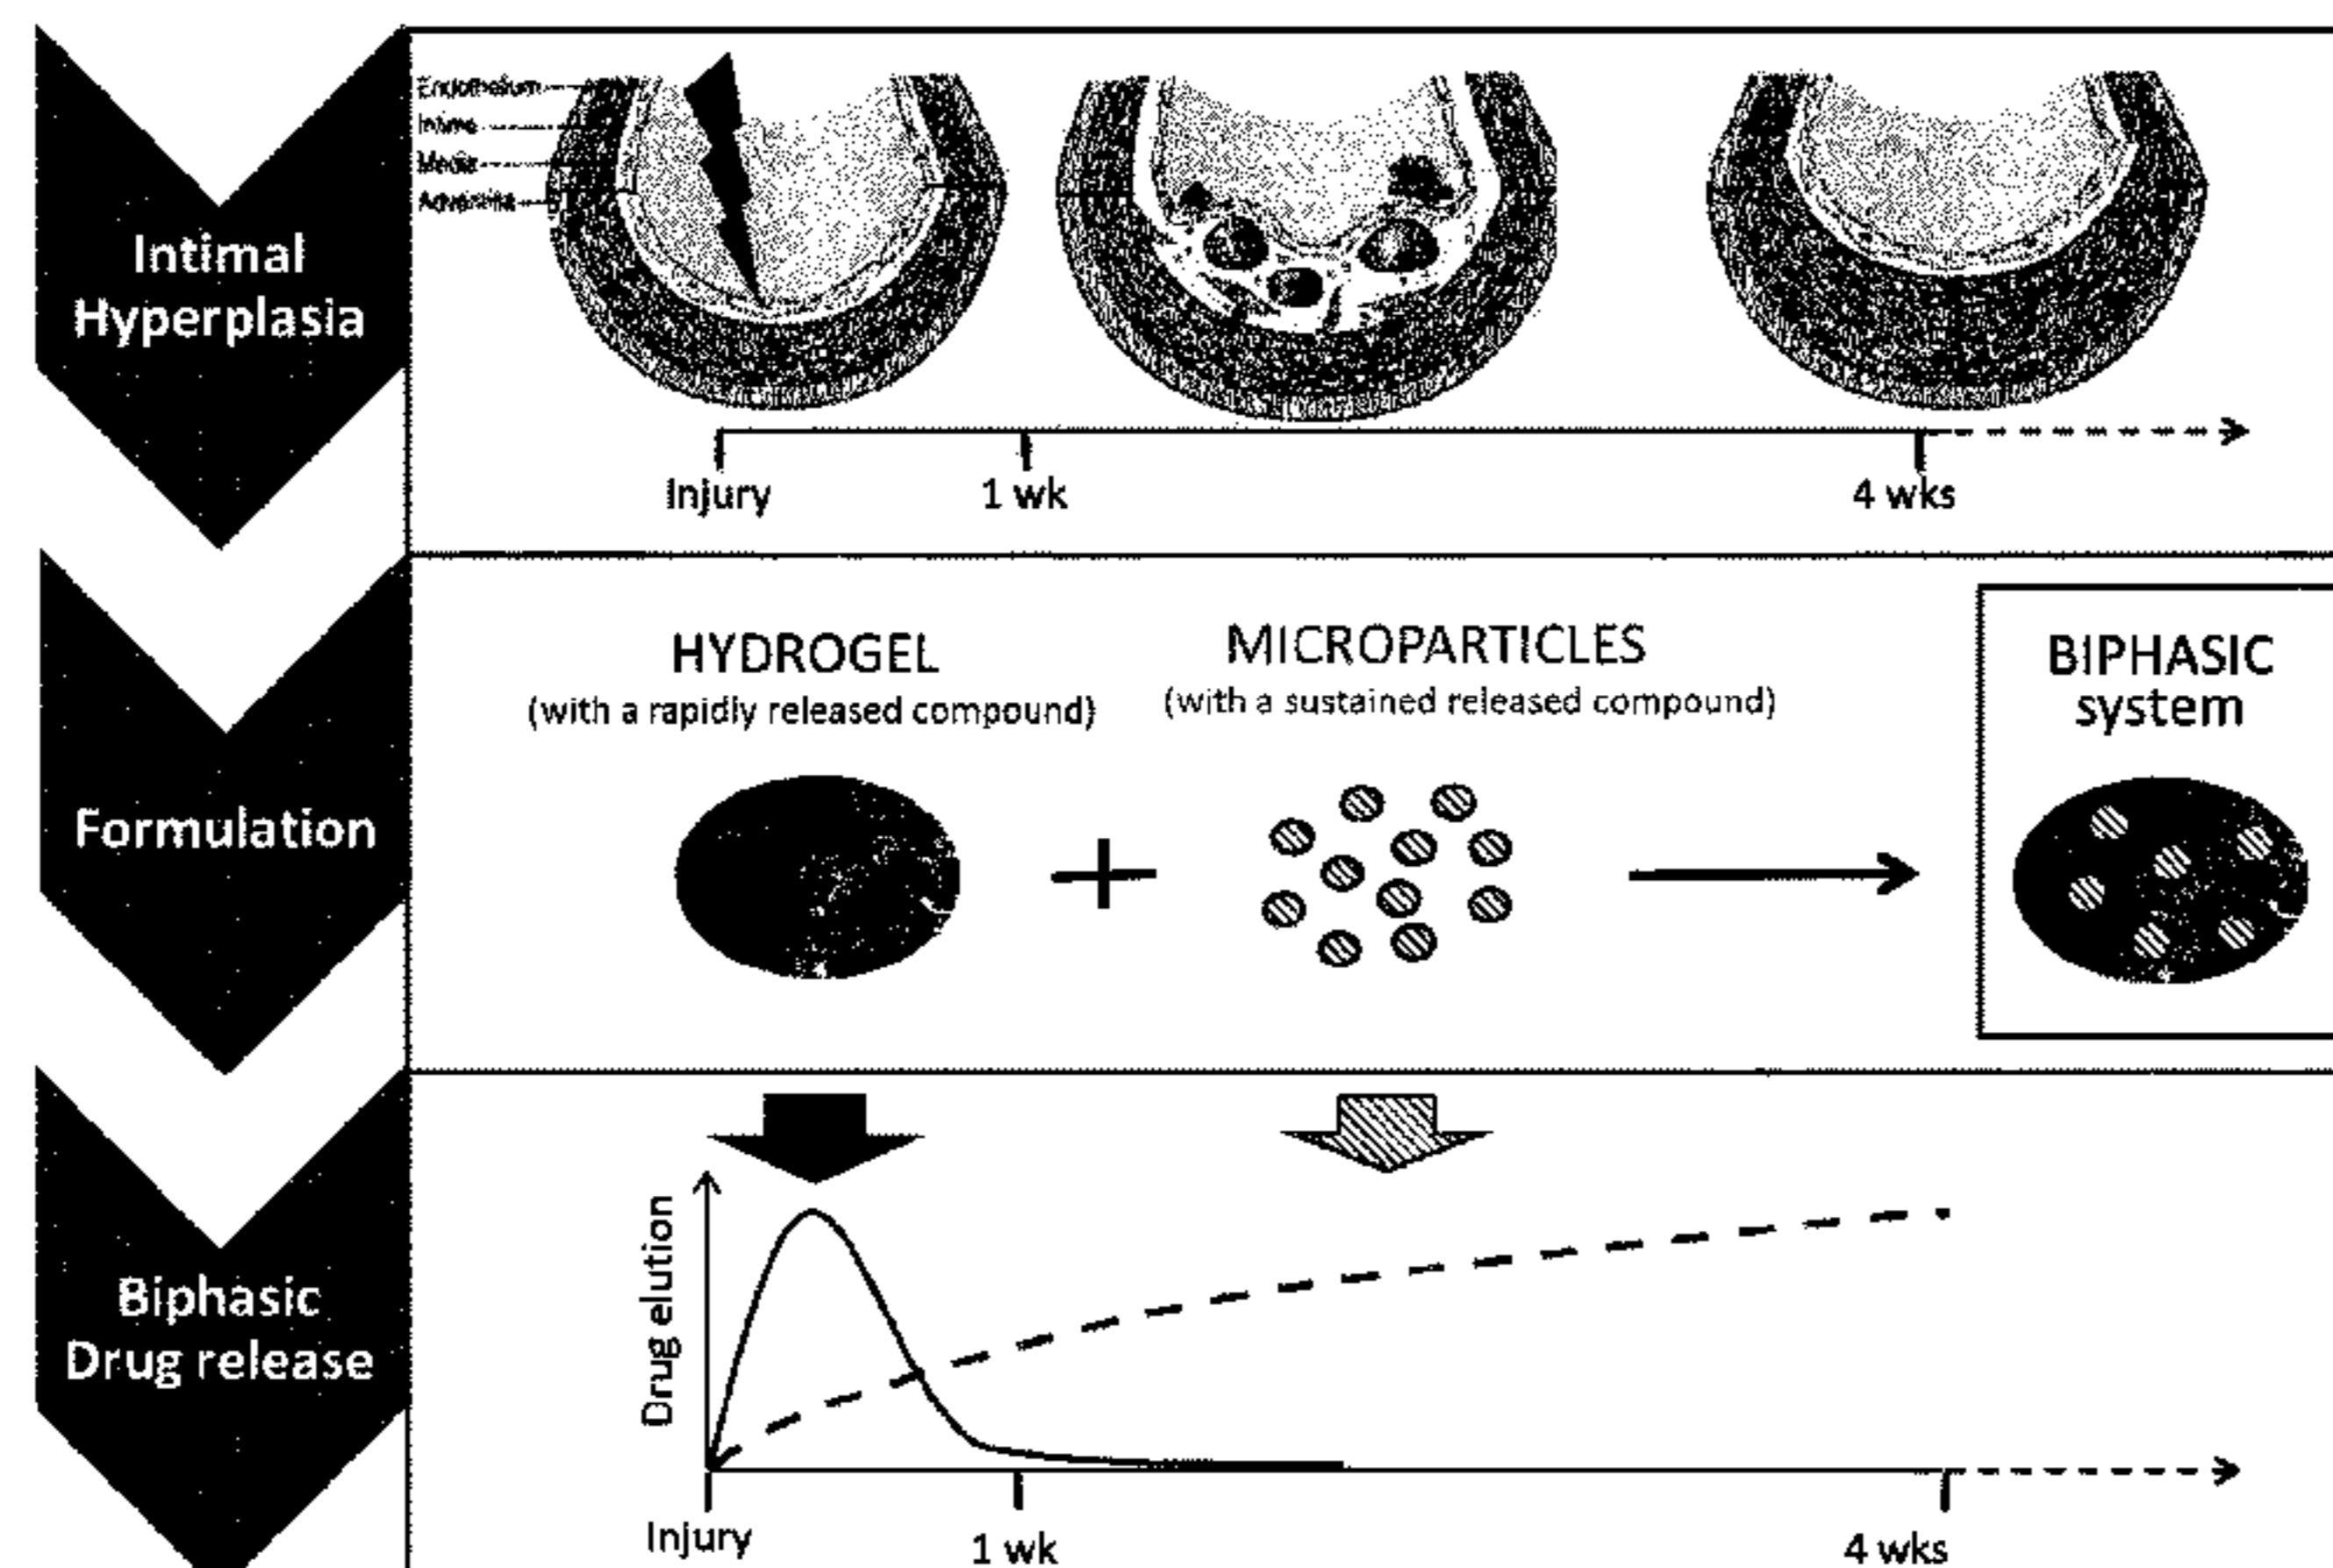 Intimal
Hyperplasia
Endothelium
Intima
Media
Adventitia
Injury
1 wk
4 wks
Formulation
HYDROGEL
(with a rapidly released compound)
MICROPARTICLES
(with a sustained released compound)
BIPHASIC
system
Biphasic
Drug release
Drug elution
Injury
1 wk
4 wks